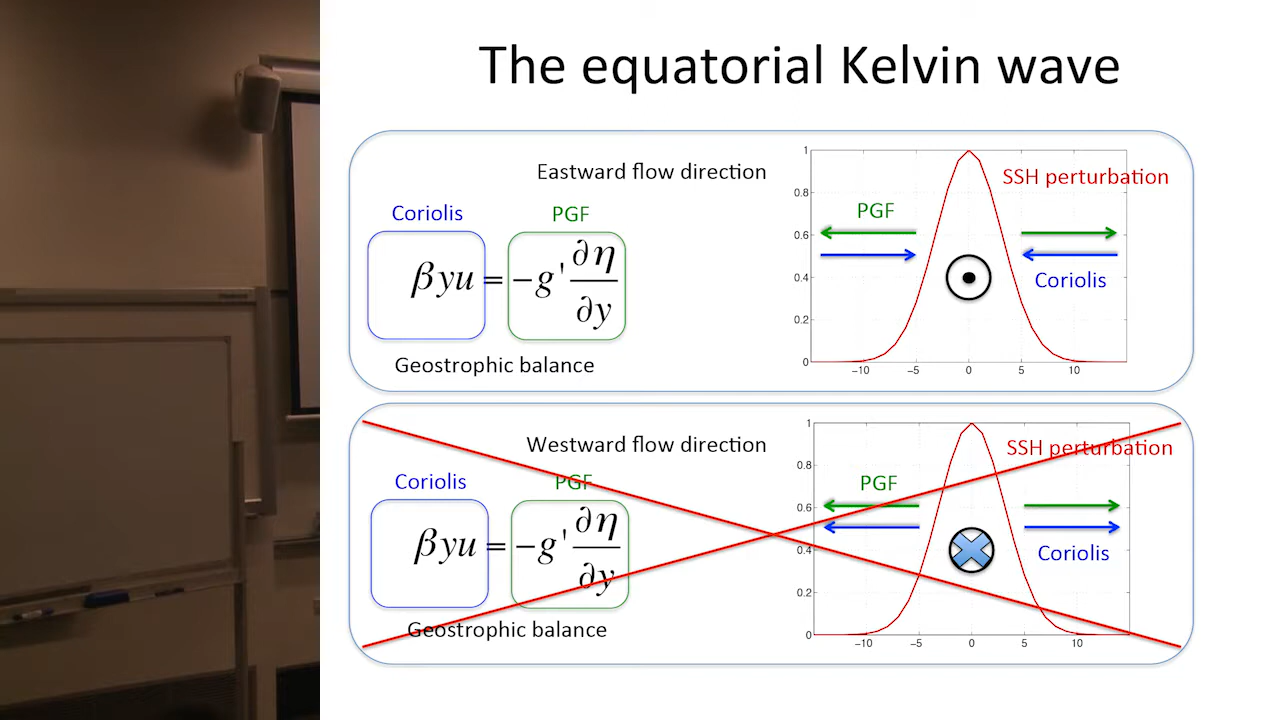 The equatorial Kelvin wave
Eastward flow direction
Coriolis
PGF
βyu = −g' ∂η/∂y
Geostrophic balance
SSH perturbation
PGF
Coriolis
1
0.8
0.6
0.4
0.2
0
−10 −5 0 5 10
Westward flow direction
Coriolis
PGF
βyu = −g' ∂η/∂y
Geostrophic balance
SSH perturbation
PGF
Coriolis
1
0.8
0.6
0.4
0.2
0
−10 −5 0 5 10